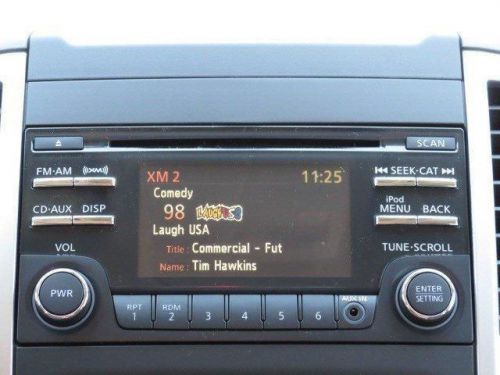 SCAN
FM·AM
(XM)
SEEK·CAT
CD·AUX
DISP
iPod
MENU
BACK
VOL
TUNE·SCROLL
PWR
ENTER
SETTING
XM 2
11:25
Comedy
98
Laugh USA
Title : Commercial - Fut
Name : Tim Hawkins
RPT
1
RDM
2
3
4
5
6
AUX IN